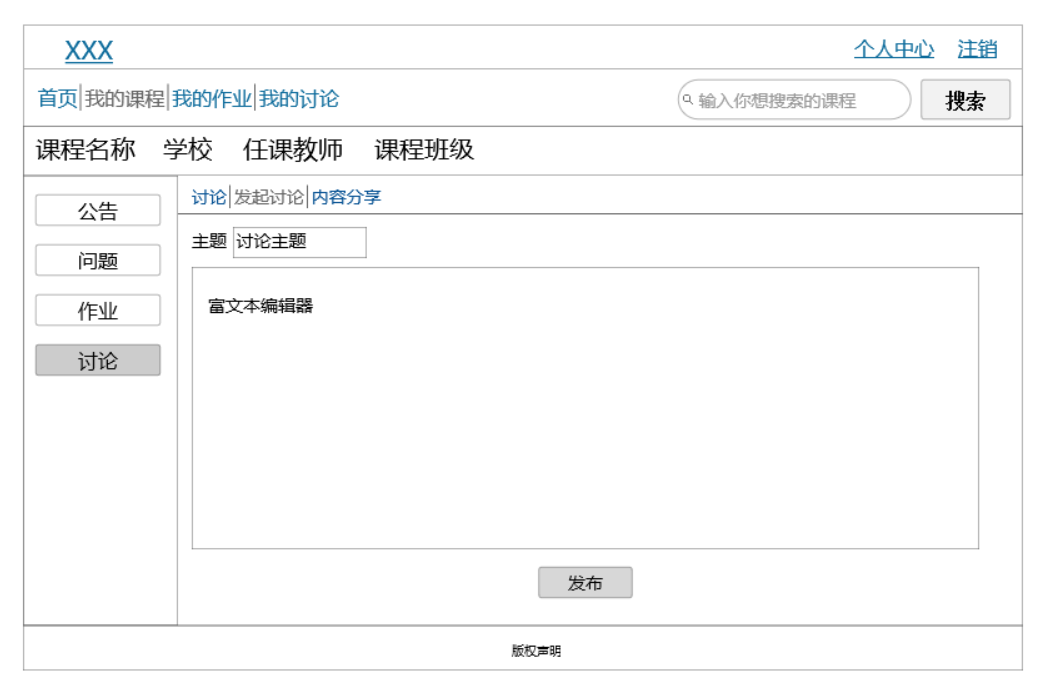 XXX 个人中心 注销
首页 我的课程 我的作业 我的讨论 输入你想搜索的课程 搜索
课程名称 学校 任课教师 课程班级
公告
问题
作业
讨论
讨论 发起讨论 内容分享
主题 讨论主题
富文本编辑器
发布
版权声明